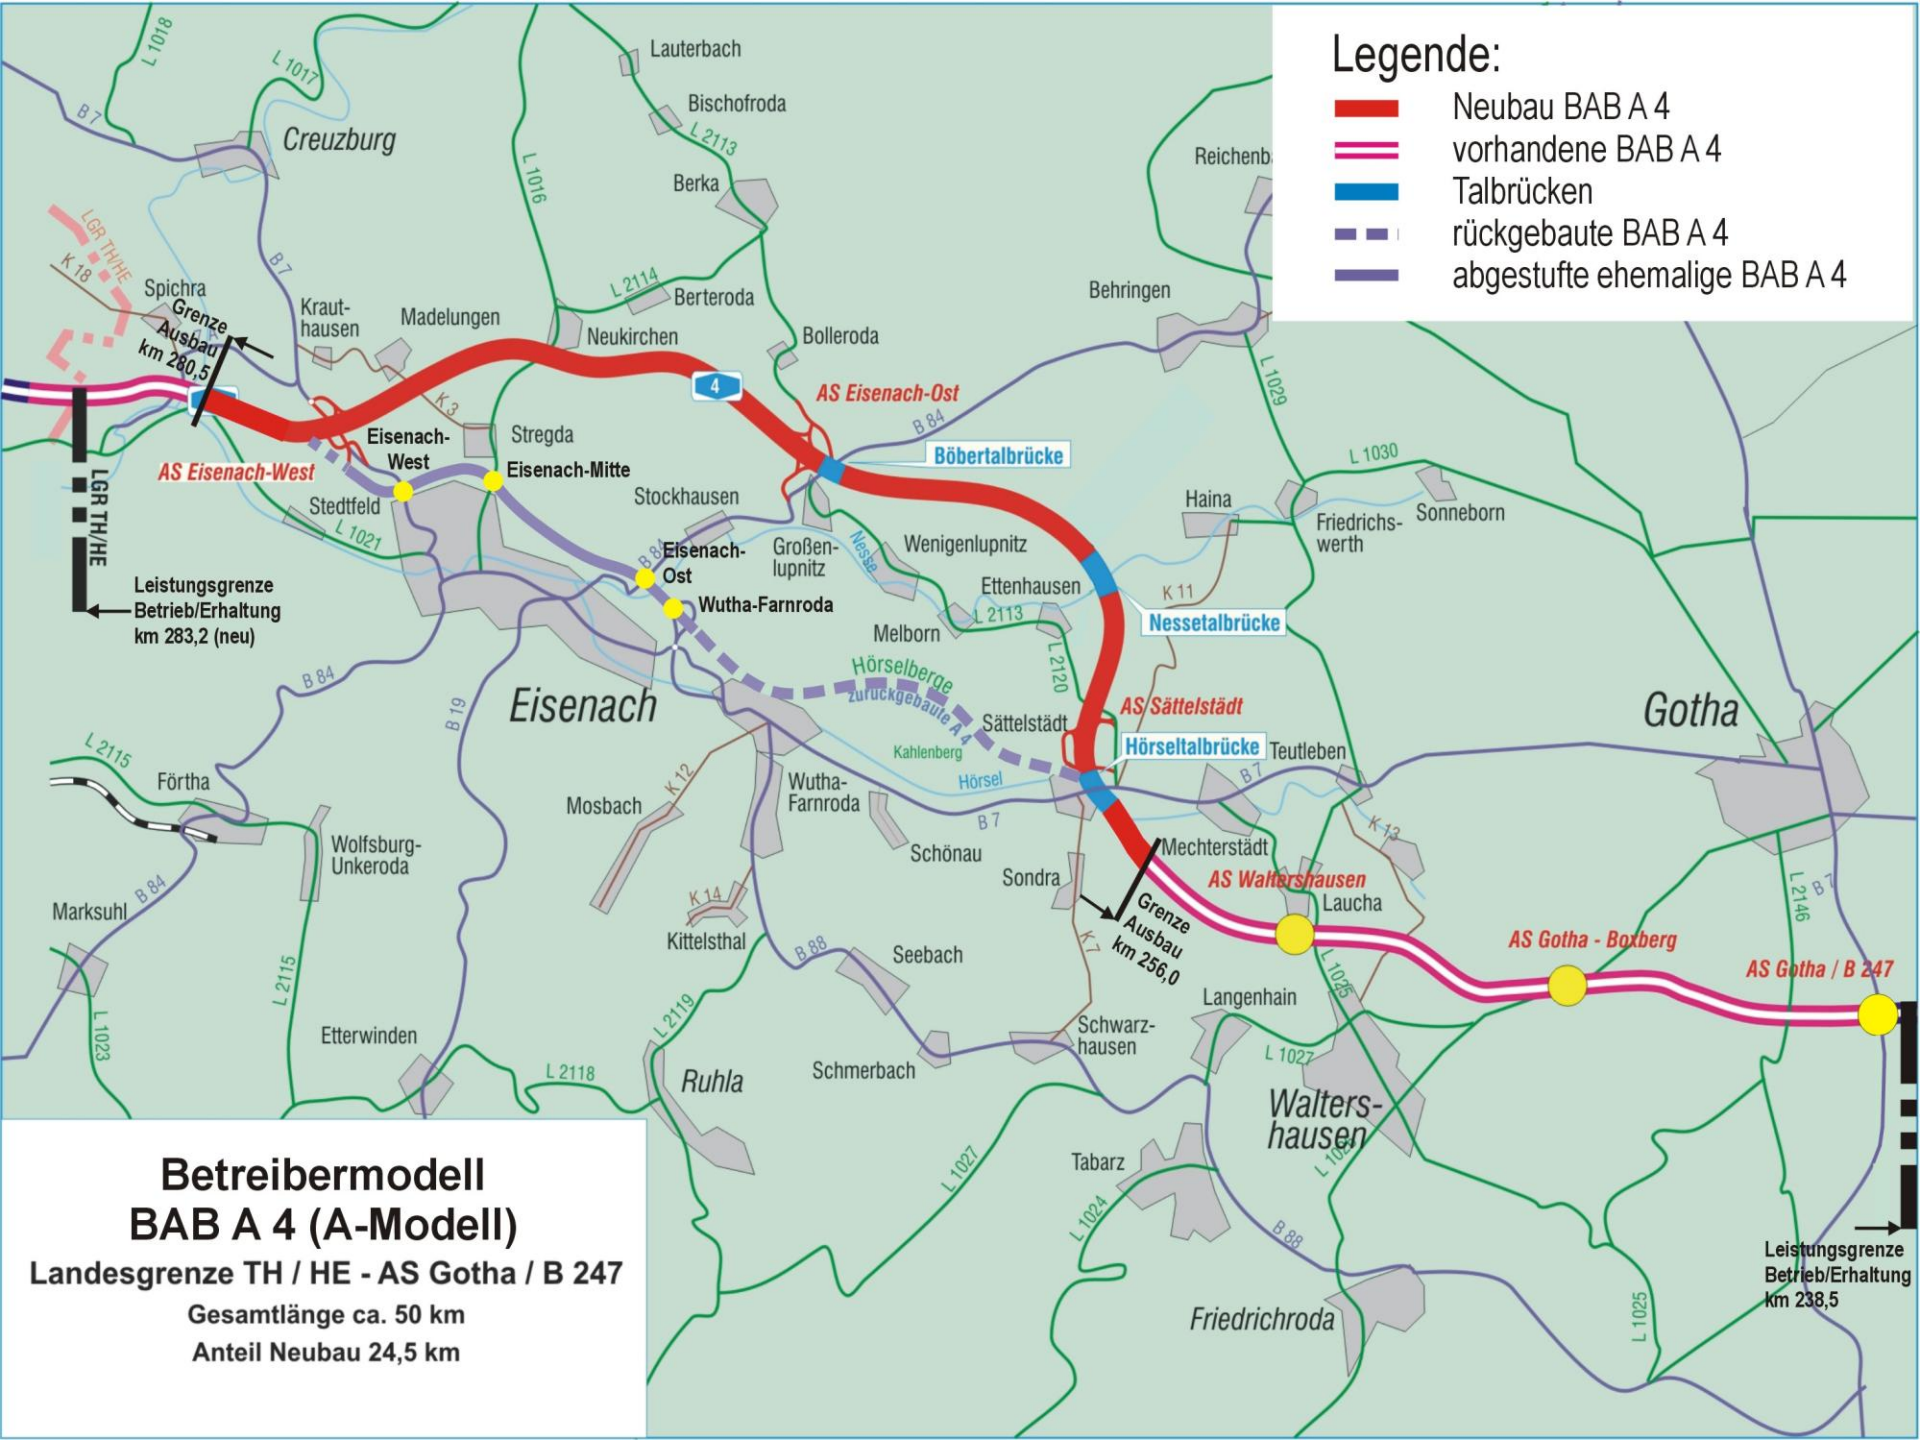 Legende:
Neubau BAB A 4
vorhandene BAB A 4
Talbrücken
rückgebaute BAB A 4
abgestufte ehemalige BAB A 4
L 1018
L 1017
B 7
Creuzburg
Lauterbach
Bischofroda
L 2113
L 1016
Berka
Reichenb
LGR TH/HE
K 18
B 7
Spichra
Grenze
Ausbau
km 280,5
Kraut-
hausen
Madelungen
L 2114
Berteroda
Neukirchen
Bolleroda
Behringen
4
AS Eisenach-Ost
B 84
L 1029
K 3
Stregda
Eisenach-
West
AS Eisenach-West
Eisenach-Mitte
Böbertalbrücke
L 1030
Stedtfeld
L 1021
Stockhausen
Haina
Friedrichs-
werth
Sonneborn
LGR TH/HE
Leistungsgrenze
Betrieb/Erhaltung
km 283,2 (neu)
B 84
Eisenach-
Ost
Großen-
lupnitz
Nesse
Wenigenlupnitz
Ettenhausen
K 11
Wutha-Farnroda
L 2113
Melborn
Nessetalbrücke
L 2120
B 84
B 19
Eisenach
Hörselberge
zurückgebaute A 4
Kahlenberg
Hörsel
Sättelstädt
AS Sättelstädt
Hörseltalbrücke
Teutleben
B 7
Gotha
L 2115
Förtha
Wolfsburg-
Unkeroda
Mosbach
K 12
Wutha-
Farnroda
B 7
Schönau
Sondra
Mechterstädt
K 13
AS Waltershausen
Laucha
L 2146
B 7
Marksuhl
B 84
K 14
Kittelsthal
B 88
Seebach
K 7
Grenze
Ausbau
km 256,0
L 1025
AS Gotha - Boxberg
AS Gotha / B 247
L 1023
L 2115
Etterwinden
L 2119
L 2118
Ruhla
Schmerbach
Schwarz-
hausen
Langenhain
L 1027
Walters-
hausen
Tabarz
L 1027
L 1024
B 88
Friedrichroda
L 1025
Leistungsgrenze
Betrieb/Erhaltung
km 238,5
Betreibermodell
BAB A 4 (A-Modell)
Landesgrenze TH / HE - AS Gotha / B 247
Gesamtlänge ca. 50 km
Anteil Neubau 24,5 km